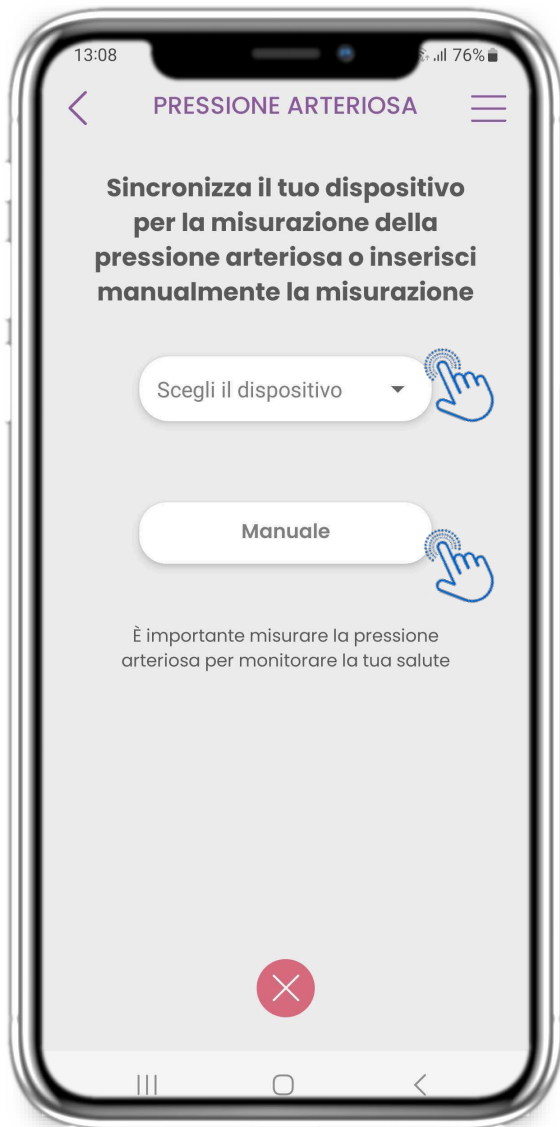 13:08
76%
PRESSIONE ARTERIOSA
Sincronizza il tuo dispositivo
per la misurazione della
pressione arteriosa o inserisci
manualmente la misurazione
Scegli il dispositivo
Manuale
È importante misurare la pressione
arteriosa per monitorare la tua salute